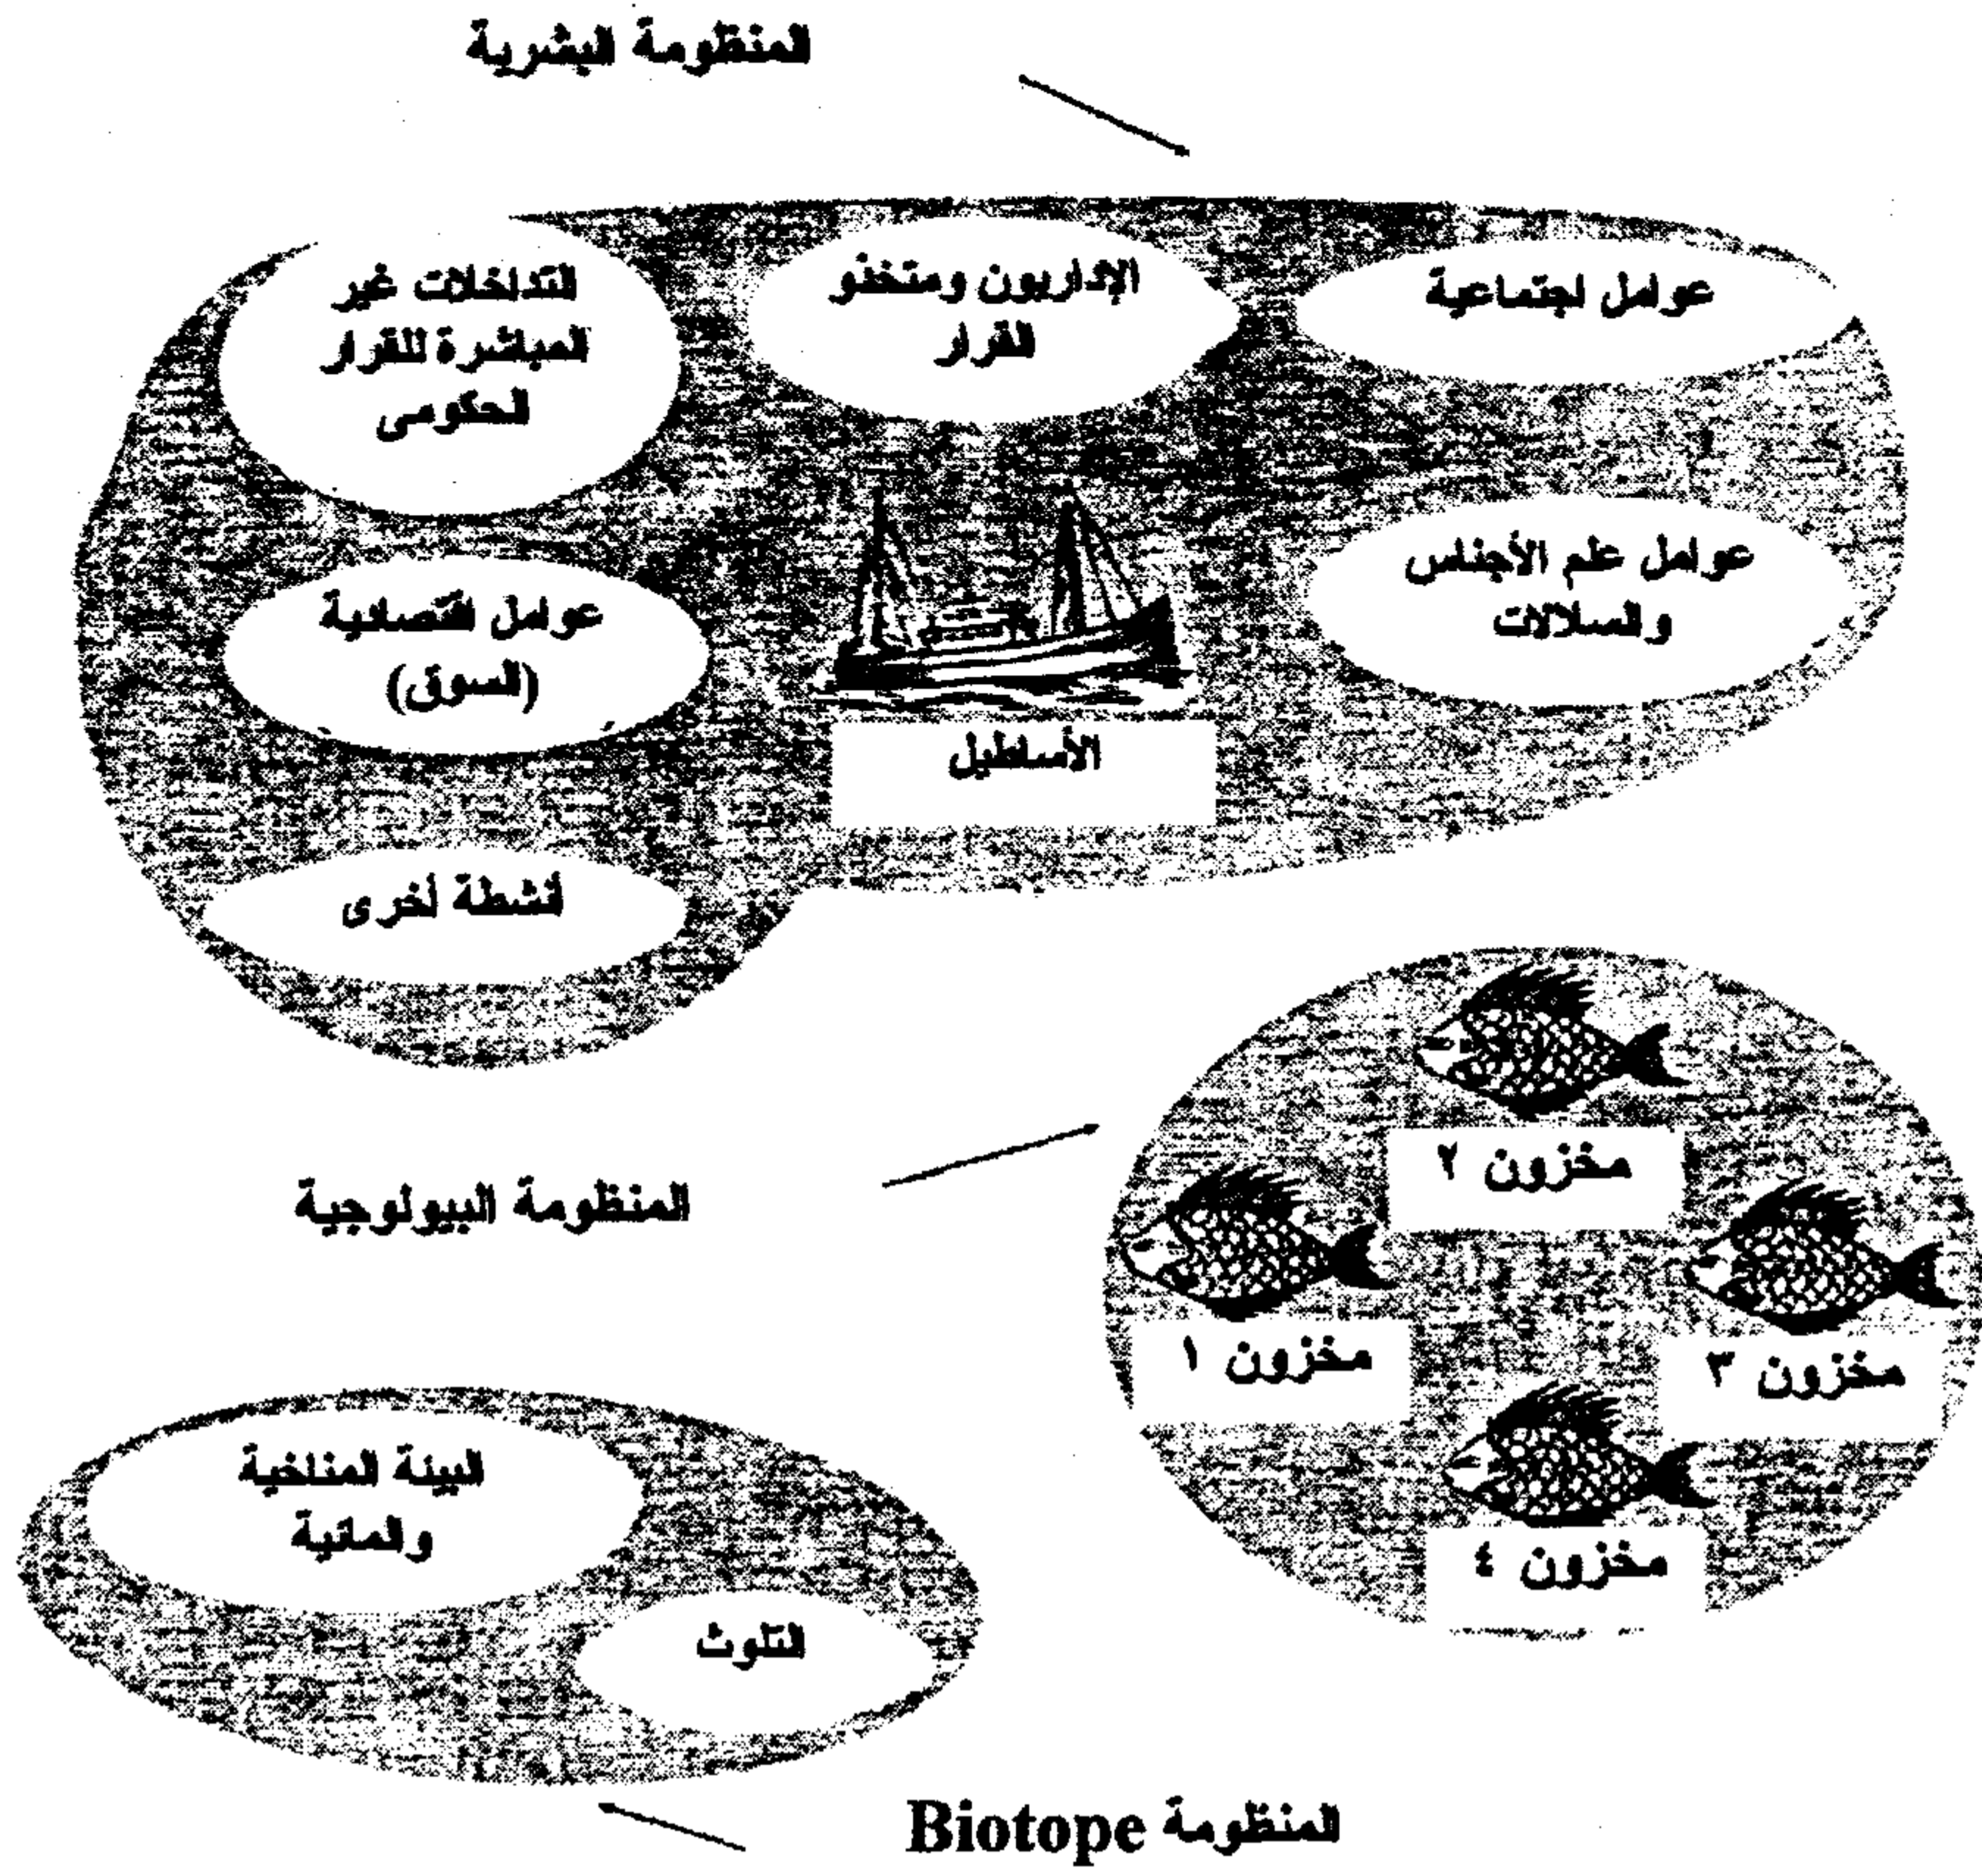 المنظومة البشرية
عوامل اجتماعية
الإداريون ومتخذو
القرار
التداخلات غير
المباشرة للقرار
الحكومى
عوامل علم الأجناس
والسلالات
عوامل اقتصادية
(السوق)
الأساطيل
أنشطة أخرى
مخزون ٢
المنظومة البيولوجية
مخزون ٣
مخزون ١
مخزون ٤
البيئة المناخية
والمائية
التلوث
المنظومة Biotope